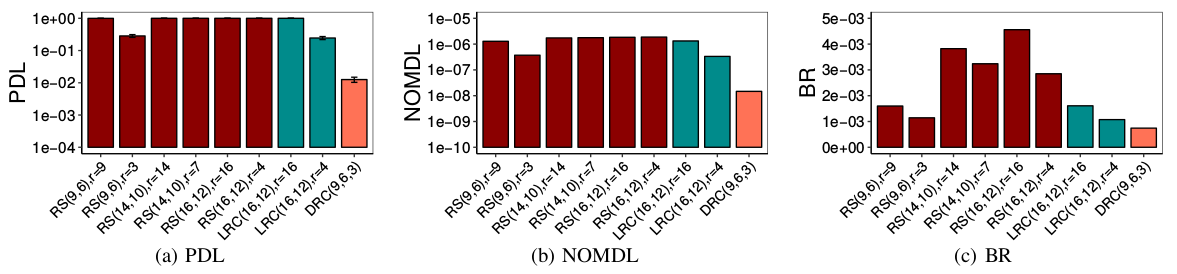 PDL
1e+00
1e−01
1e−02
1e−03
1e−04
RS(9,6),r=9
RS(9,6),r=3
RS(14,10),r=14
RS(14,10),r=7
RS(16,12),r=16
RS(16,12),r=4
LRC(16,12),r=16
LRC(16,12),r=4
DRC(9,6,3)
(a) PDL
NOMDL
1e−05
1e−06
1e−07
1e−08
1e−09
1e−10
RS(9,6),r=9
RS(9,6),r=3
RS(14,10),r=14
RS(14,10),r=7
RS(16,12),r=16
RS(16,12),r=4
LRC(16,12),r=16
LRC(16,12),r=4
DRC(9,6,3)
(b) NOMDL
BR
5e−03
4e−03
3e−03
2e−03
1e−03
0e+00
RS(9,6),r=9
RS(9,6),r=3
RS(14,10),r=14
RS(14,10),r=7
RS(16,12),r=16
RS(16,12),r=4
LRC(16,12),r=16
LRC(16,12),r=4
DRC(9,6,3)
(c) BR